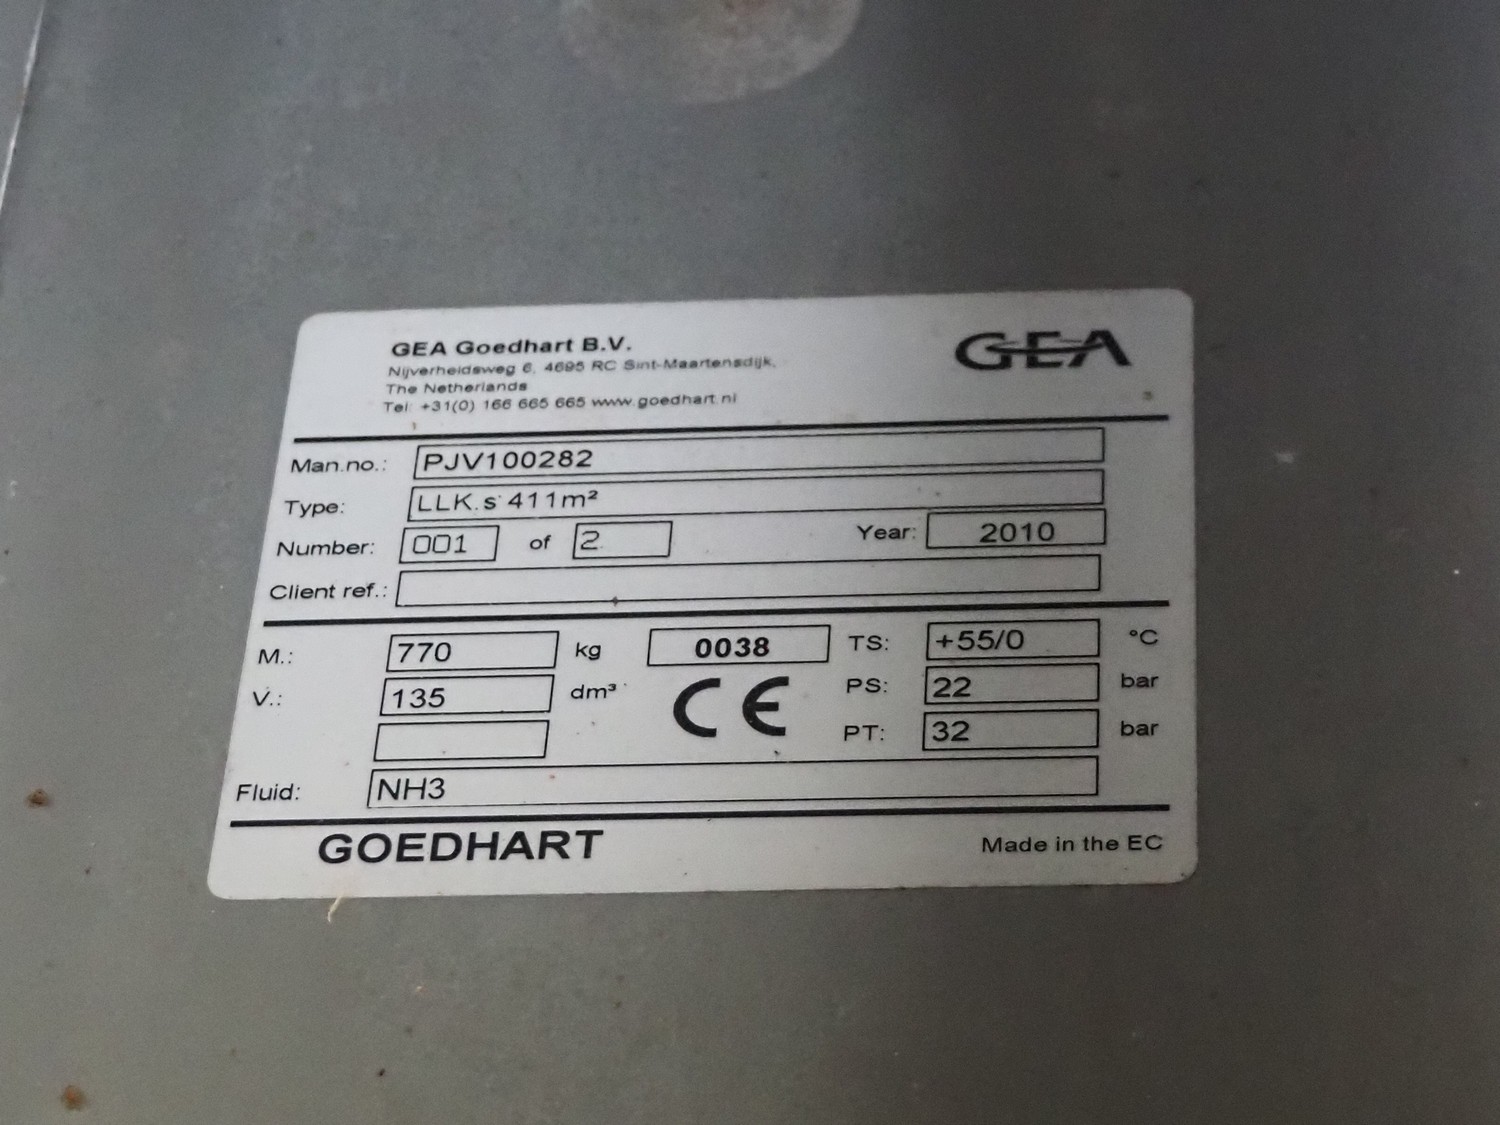 GEA Goedhart B.V.
Nijverheidsweg 6, 4695 RC Sint-Maartensdijk,
The Netherlands
Tel: +31(0) 166 665 665 www.goedhart.nl
GEA
Man.no.: PJV100282
Type: LLK.s 411m²
Number: 001 of 2 Year: 2010
Client ref.:
M.: 770 kg 0038 TS: +55/0 °C
V.: 135 dm³ CE PS: 22 bar
PT: 32 bar
Fluid: NH3
GOEDHART Made in the EC